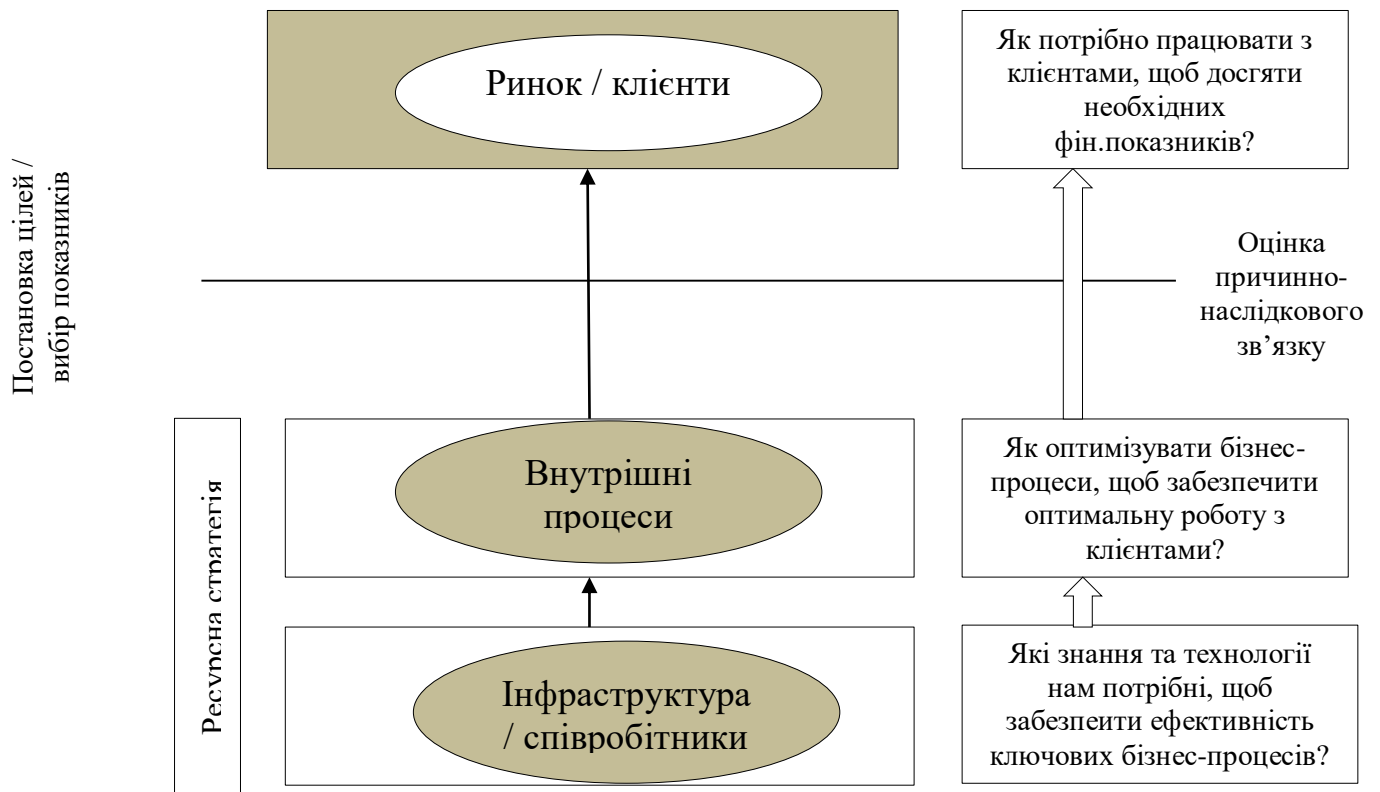 Ринок / клієнти
Як потрібно працювати з
клієнтами, щоб досгяти
необхідних
фін.показників?
Постановка цілей /
вибір показників
Оцінка
причинно-
наслідкового
зв’язку
Ресурсна стратегія
Внутрішні
процеси
Як оптимізувати бізнес-
процеси, щоб забезпечити
оптимальну роботу з
клієнтами?
Інфраструктура
/ співробітники
Які знання та технології
нам потрібні, щоб
забезпеити ефективність
ключових бізнес-процесів?